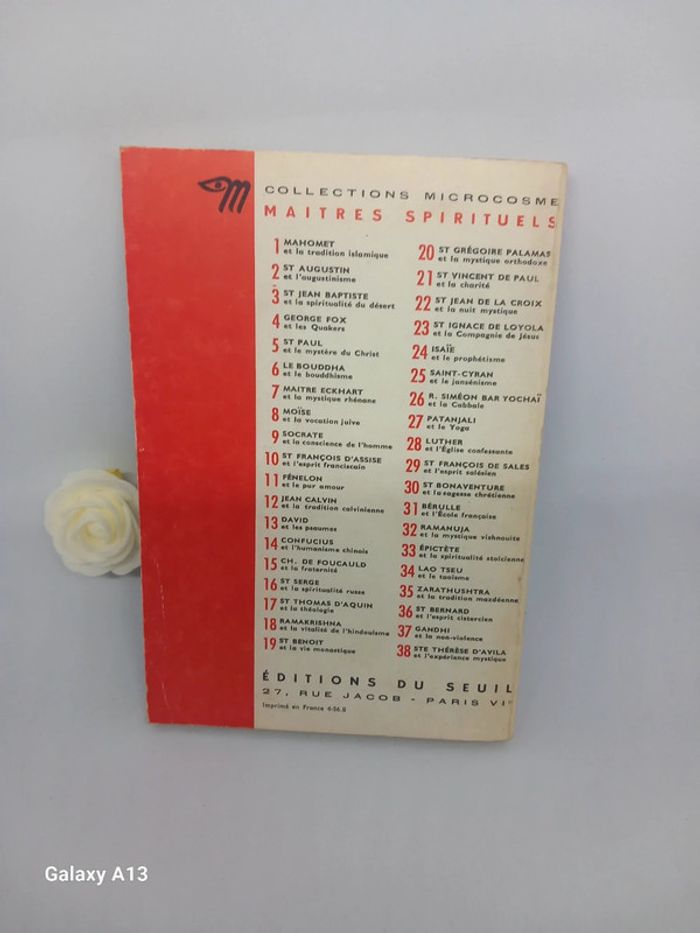 m
COLLECTIONS MICROCOSME
MAITRES SPIRITUELS
1 MAHOMET
et la tradition islamique
2 ST AUGUSTIN
et l'augustinisme
3 ST JEAN BAPTISTE
et la spiritualité du désert
4 GEORGE FOX
et les Quakers
5 ST PAUL
et le mystère du Christ
6 LE BOUDDHA
et le bouddhisme
7 MAITRE ECKHART
et la mystique rhénane
8 MOÏSE
et la vocation juive
9 SOCRATE
et la conscience de l'homme
10 ST FRANÇOIS D'ASSISE
et l'esprit franciscain
11 FÉNELON
et le pur amour
12 JEAN CALVIN
et la tradition calvinienne
13 DAVID
et les psaumes
14 CONFUCIUS
et l'humanisme chinois
15 CH. DE FOUCAULD
et la fraternité
16 ST SERGE
et la spiritualité russe
17 ST THOMAS D'AQUIN
et la théologie
18 RAMAKRISHNA
et la vitalité de l'hindouisme
19 ST BENOIT
et la vie monastique
20 ST GRÉGOIRE PALAMAS
et la mystique orthodoxe
21 ST VINCENT DE PAUL
et la charité
22 ST JEAN DE LA CROIX
et la nuit mystique
23 ST IGNACE DE LOYOLA
et la Compagnie de Jésus
24 ISAÏE
et le prophétisme
25 SAINT-CYRAN
et le jansénisme
26 R. SIMÉON BAR YOCHAÏ
et la Cabbale
27 PATANJALI
et le Yoga
28 LUTHER
et l'Église confessante
29 ST FRANÇOIS DE SALES
et l'esprit salésien
30 ST BONAVENTURE
et la sagesse chrétienne
31 BÉRULLE
et l'École française
32 RAMANUJA
et la mystique vishnouite
33 ÉPICTÈTE
et la spiritualité stoïcienne
34 LAO TSEU
et le taoïsme
35 ZARATHUSHTRA
et la tradition mazdéenne
36 ST BERNARD
et l'esprit cistercien
37 GANDHI
et la non-violence
38 STE THÉRÈSE D'AVILA
et l'expérience mystique
ÉDITIONS DU SEUIL
27, RUE JACOB - PARIS VIe
Imprimé en France 6-56.8
Galaxy A13